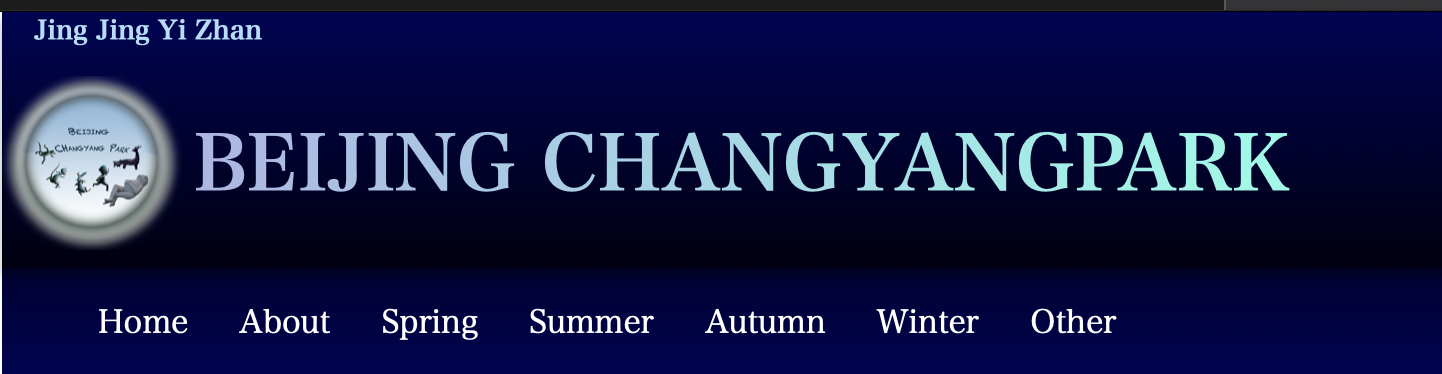 Jing Jing Yi Zhan
BEIJING
CHANGYANG PARK
BEIJING CHANGYANGPARK
Home About Spring Summer Autumn Winter Other